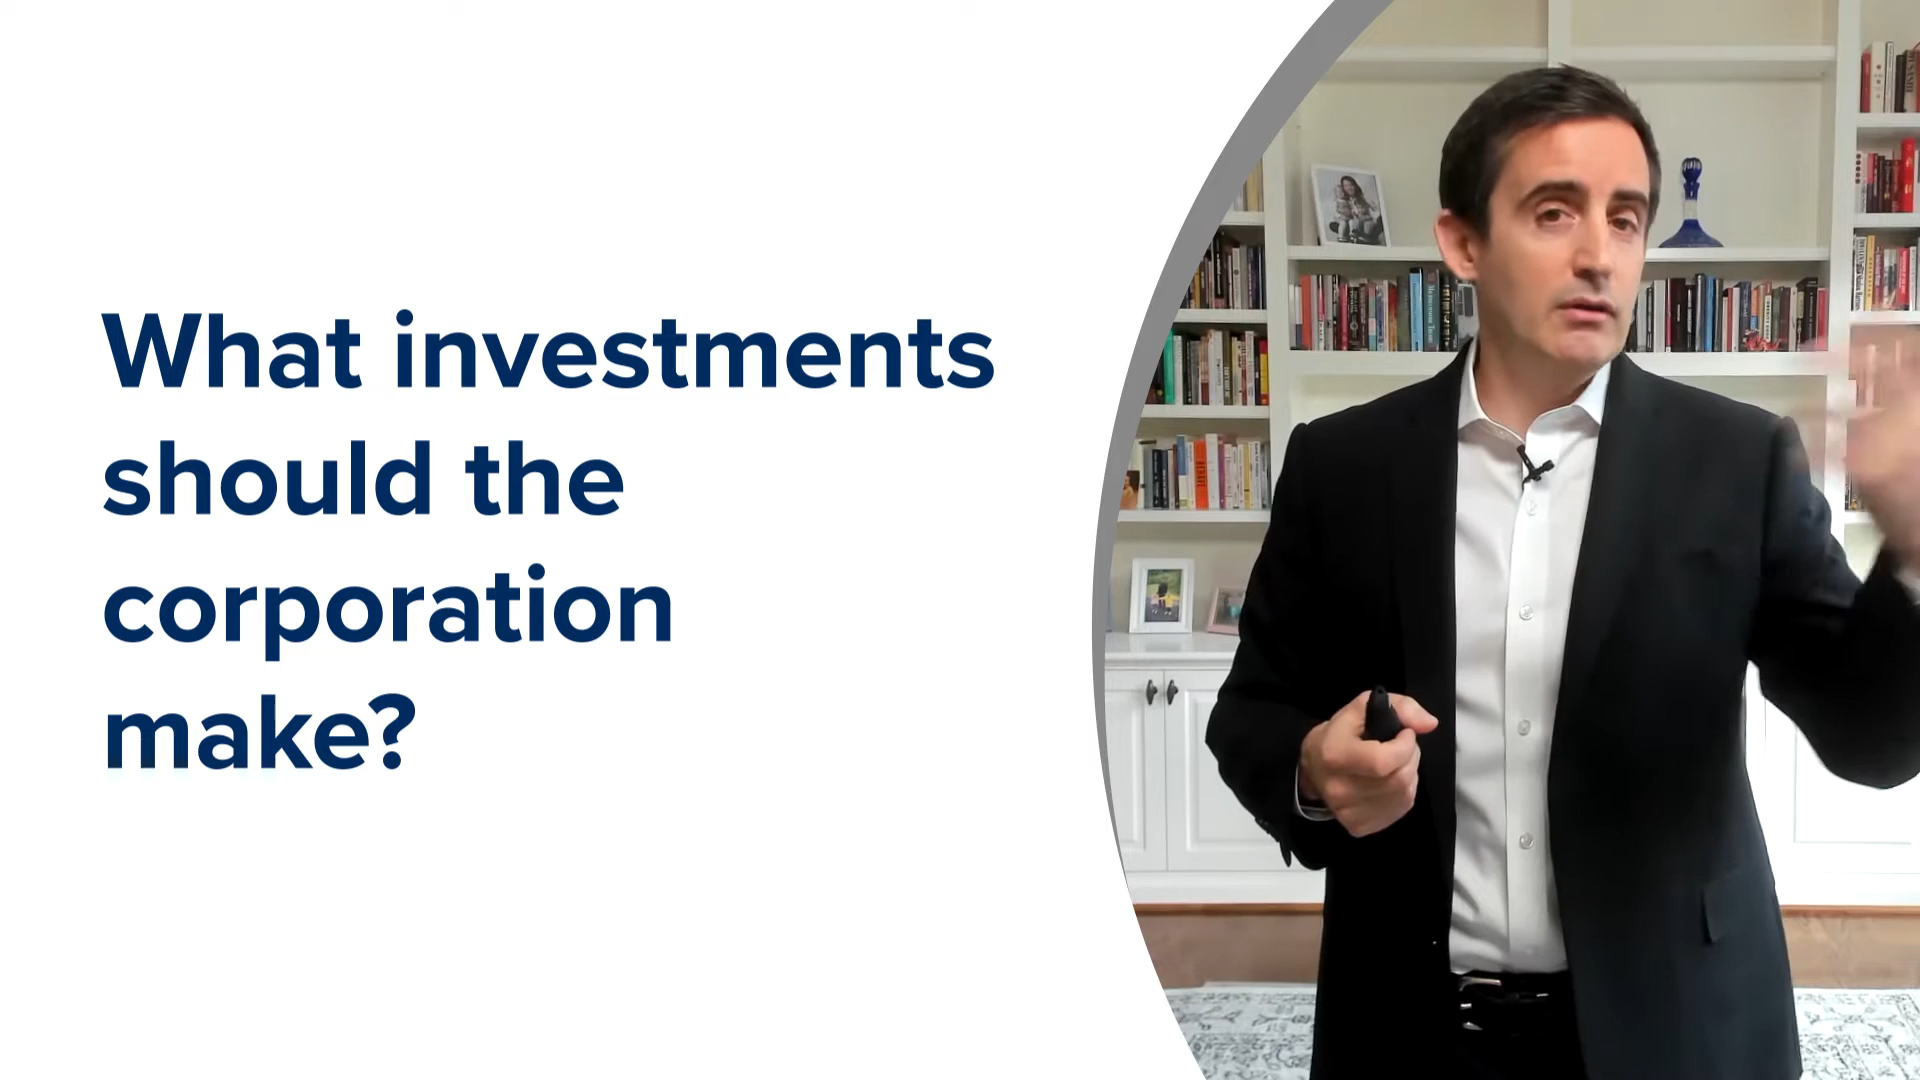 What investments
should the
corporation
make?